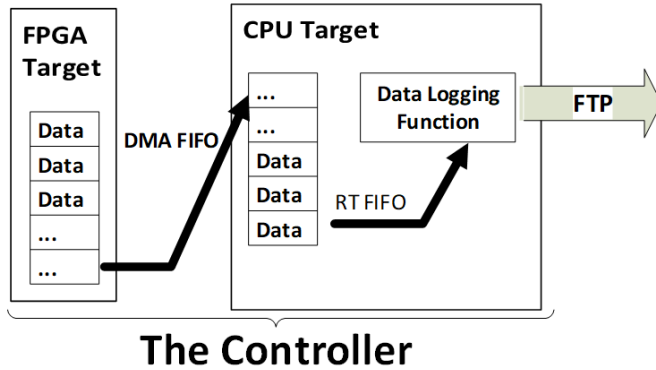 FPGA
Target
Data
Data
Data
...
...
DMA FIFO
CPU Target
...
...
Data
Data
Data
RT FIFO
Data Logging
Function
FTP
The Controller